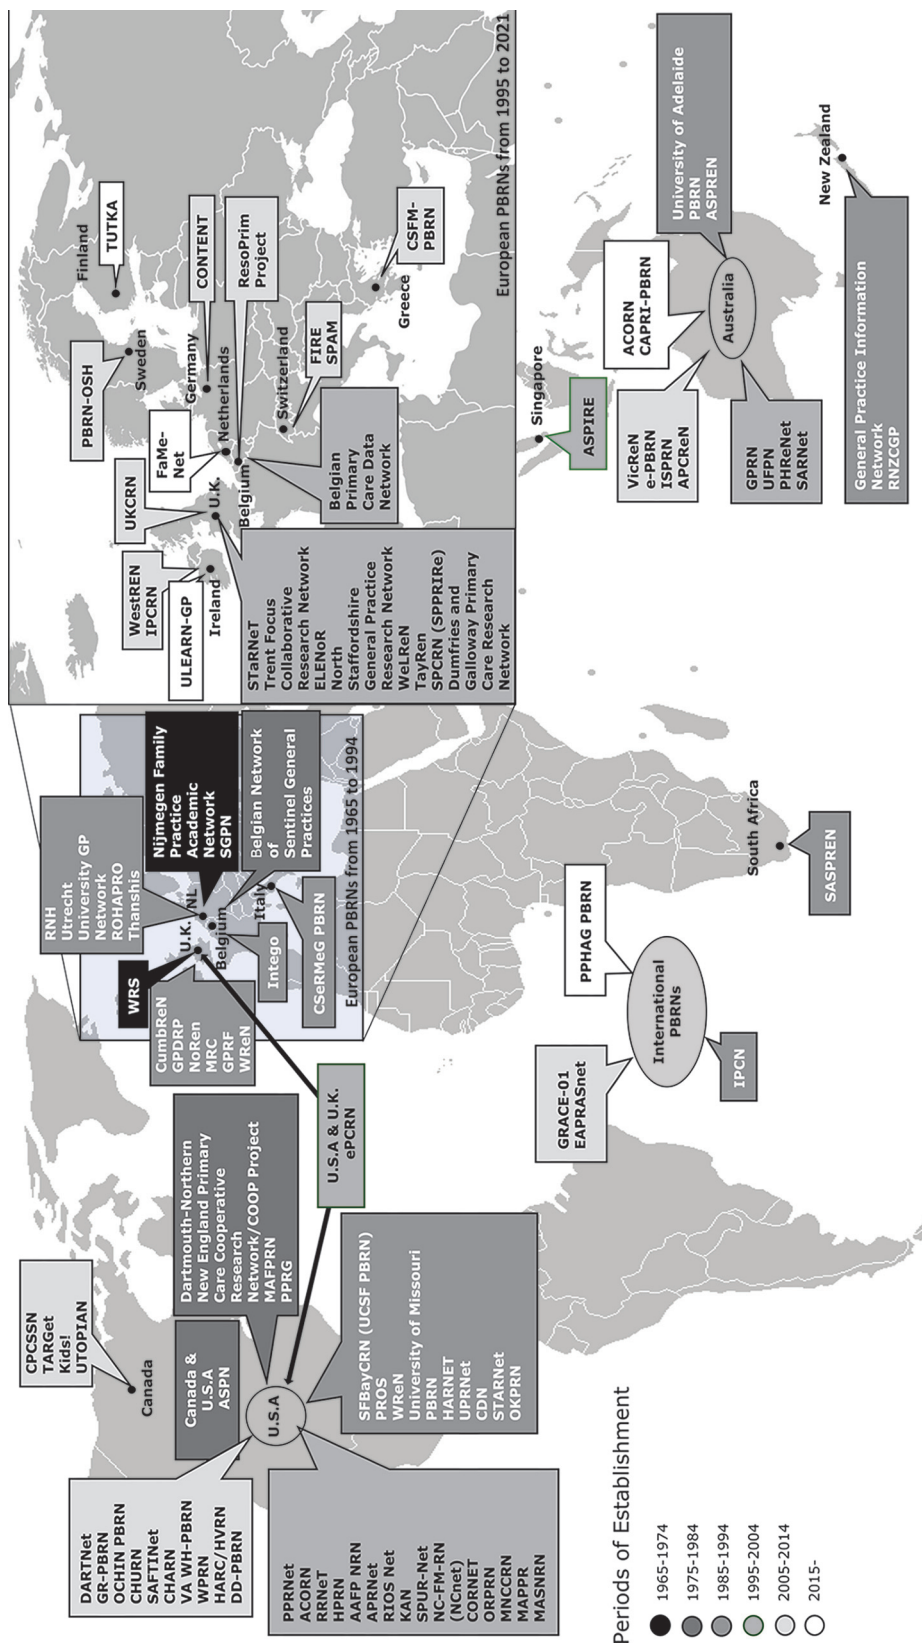 CPCSSN
TARGet
Kids!
UTOPIAN
Canada
DARTNet
GR-PBRN
OCHIN PBRN
CHURN
SAFTINet
CHARN
VA WH-PBRN
WPRN
HARC/HVRN
DD-PBRN
Canada &
U.S.A
ASPN
Dartmouth-Northern
New England Primary
Care Cooperative
Research
Network/COOP Project
MAFPRN
PPRG
U.S.A
PPRNet
ACORN
RRNeT
HPRN
AAFP NRN
APRNet
RIOS Net
KAN
SPUR-Net
NC-FM-RN
(NCnet)
CORNET
ORPRN
MNCCRN
MAPPR
MASNRN
SFBayCRN (UCSF PBRN)
PROS
WReN
University of Missouri
PBRN
HARNET
UPRNet
CDN
STARNet
OKPRN
U.S.A & U.K.
ePCRN
RNH
Utrecht
University GP
Network
ROHAPRO
Thanshis
WRS
Nijmegen Family
Practice
Academic
Network
SGPN
CumbReN
GPDRP
NoRen
MRC
GPRF
WReN
U.K.
NL
Belgium
Italy
Intego
Belgian Network
of
Sentinel General
Practices
CSeRMeG PBRN
European PBRNs from 1965 to 1994
WestREN
IPCRN
ULEARN-GP
Ireland
UKCRN
U.K.
FaMe-
Net
Netherlands
Belgium
PBRN-OSH
Sweden
Finland
TUTKA
Germany
CONTENT
ResoPrim
Project
Switzerland
FIRE
SPAM
Greece
CSFM-
PBRN
Belgian
Primary
Care Data
Network
STaRNeT
Trent Focus
Collaborative
Research Network
ELENoR
North
Staffordshire
General Practice
Research Network
WeLReN
TayRen
SPCRN (SPPRIRe)
Dumfries and
Galloway Primary
Care Research
Network
European PBRNs from 1995 to 2021
GRACE-01
EAPRASnet
PPHAG PBRN
International
PBRNs
IPCN
South Africa
SASPREN
Singapore
ASPIRE
ACORN
CAPRI-PBRN
VicReN
e-PBRN
ISPRN
APCReN
Australia
University of Adelaide
PBRN
ASPREN
GPRN
UFPN
PHReNet
SARNet
New Zealand
General Practice Information
Network
RNZCGP
Periods of Establishment
1965-1974
1975-1984
1985-1994
1995-2004
2005-2014
2015-